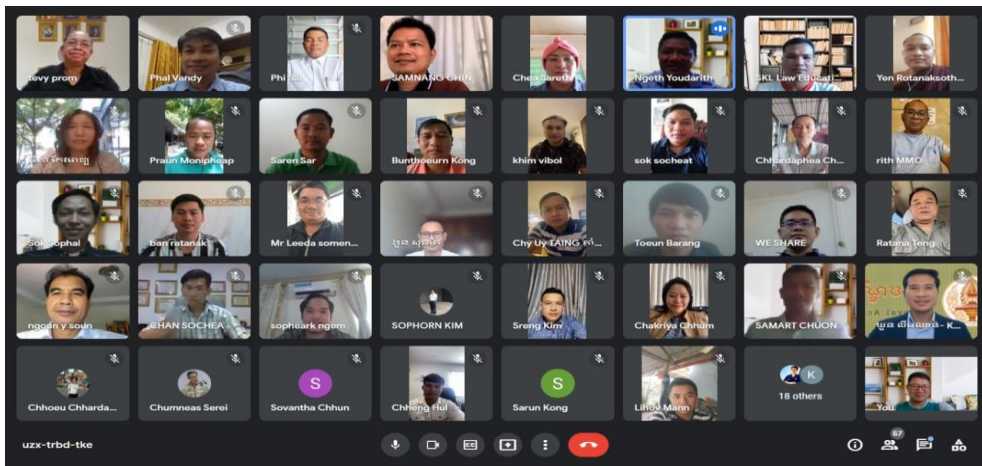 tevy prom
Phal Vandy
SAMNANG CHIN
Chea Sareth
Ngeth Youdarith
SKL Law Educati...
Yen Rotanaksoth...
Praun Monipheap
Saren Sar
Bunthoeurn Kong
khim vibol
sok socheat
Chhardaphea Ch...
rith MMO
Sok Sophal
ban ratanak
Mr Leeda somen...
Chy Uy TAING
Toeun Barang
WE SHARE
Ratana Teng
ngoun y souin
CHAN SOCHEA
sopheark ngem
SOPHORN KIM
Sreng Kim
Chakriya Chhum
SAMART CHUON
Chhoeu Chharda...
Chumneas Serei
S
Sovantha Chhun
Chheng Hul
S
Sarun Kong
Lihov Mann
K
18 others
You
uzx-trbd-tke
67